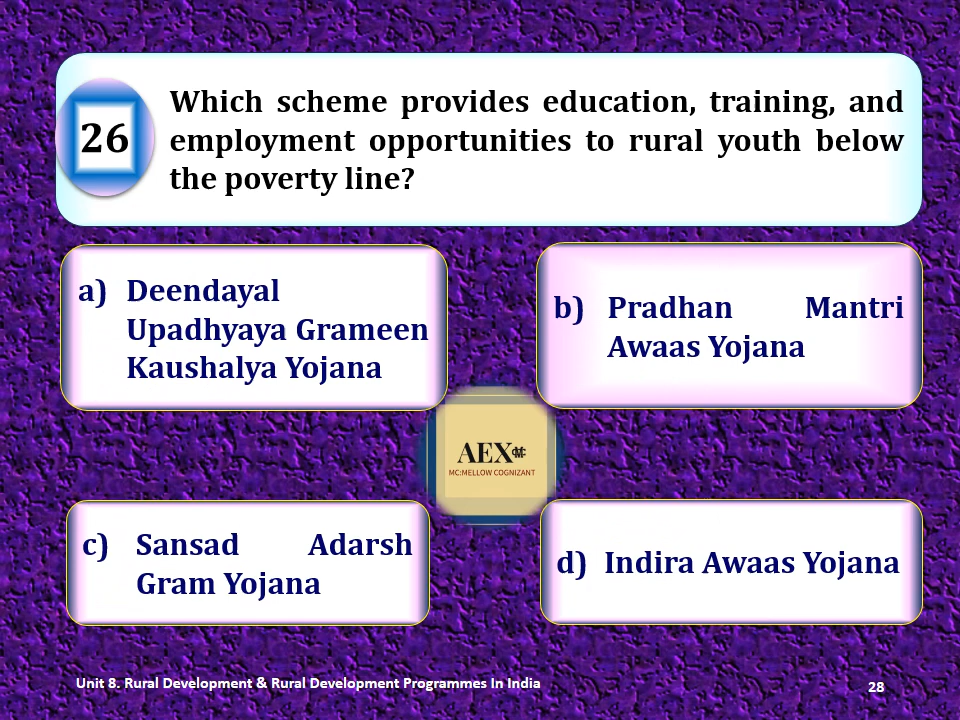 26
Which scheme provides education, training, and
employment opportunities to rural youth below
the poverty line?
a) Deendayal
Upadhyaya Grameen
Kaushalya Yojana
b) Pradhan Mantri
Awaas Yojana
AEX
MC:MELLOW COGNIZANT
c) Sansad Adarsh
Gram Yojana
d) Indira Awaas Yojana
Unit 8. Rural Development & Rural Development Programmes In India
28